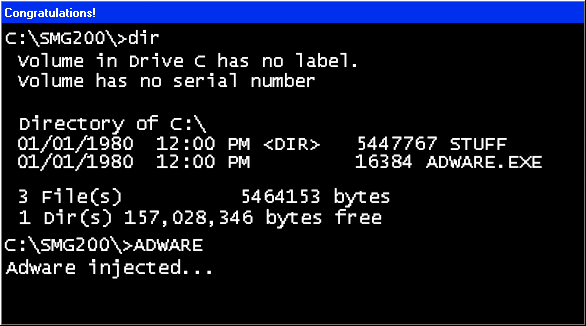 Congratulations!
C:\SMG200\>dir
Volume in Drive C has no label.
Volume has no serial number
Directory of C:\
01/01/1980 12:00 PM <DIR> 5447767 STUFF
01/01/1980 12:00 PM 16384 ADWARE.EXE
3 File(s) 5464153 bytes
1 Dir(s) 157,028,346 bytes free
C:\SMG200\>ADWARE
Adware injected...